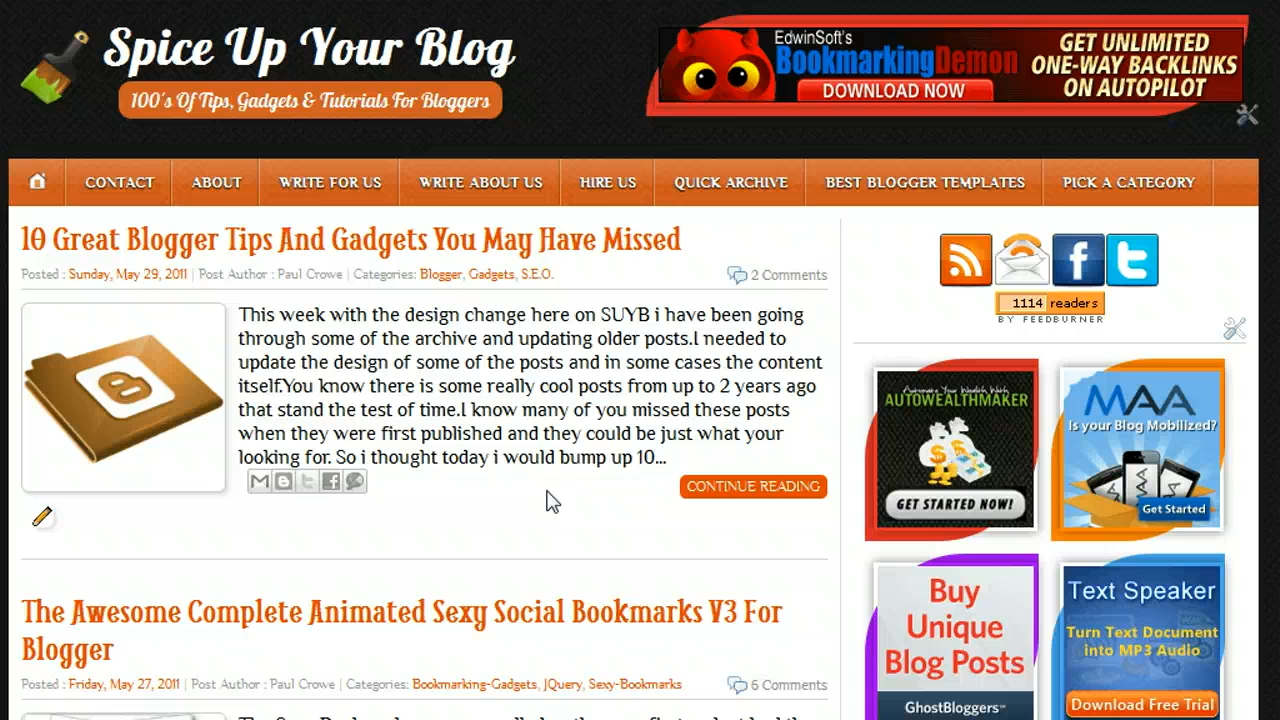 Spice Up Your Blog
100's Of Tips, Gadgets & Tutorials For Bloggers
EdwinSoft's
BookmarkingDemon
DOWNLOAD NOW
GET UNLIMITED
ONE-WAY BACKLINKS
ON AUTOPILOT
CONTACT ABOUT WRITE FOR US WRITE ABOUT US HIRE US QUICK ARCHIVE BEST BLOGGER TEMPLATES PICK A CATEGORY
10 Great Blogger Tips And Gadgets You May Have Missed
Posted : Sunday, May 29, 2011 | Post Author : Paul Crowe | Categories: Blogger, Gadgets, S.E.O.
2 Comments
This week with the design change here on SUYB i have been going
through some of the archive and updating older posts.I needed to
update the design of some of the posts and in some cases the content
itself.You know there is some really cool posts from up to 2 years ago
that stand the test of time.I know many of you missed these posts
when they were first published and they could be just what your
looking for. So i thought today i would bump up 10...
CONTINUE READING
The Awesome Complete Animated Sexy Social Bookmarks V3 For
Blogger
Posted : Friday, May 27, 2011 | Post Author : Paul Crowe | Categories: Bookmarking-Gadgets, JQuery, Sexy-Bookmarks
6 Comments
1114 readers
BY FEEDBURNER
Automate Your Wealth With
AUTOWEALTHMAKER
GET STARTED NOW!
MAA
Is your Blog Mobilized?
Get Started
Buy
Unique
Blog Posts
GhostBloggers™
Text Speaker
Turn Text Document
into MP3 Audio
Download Free Trial